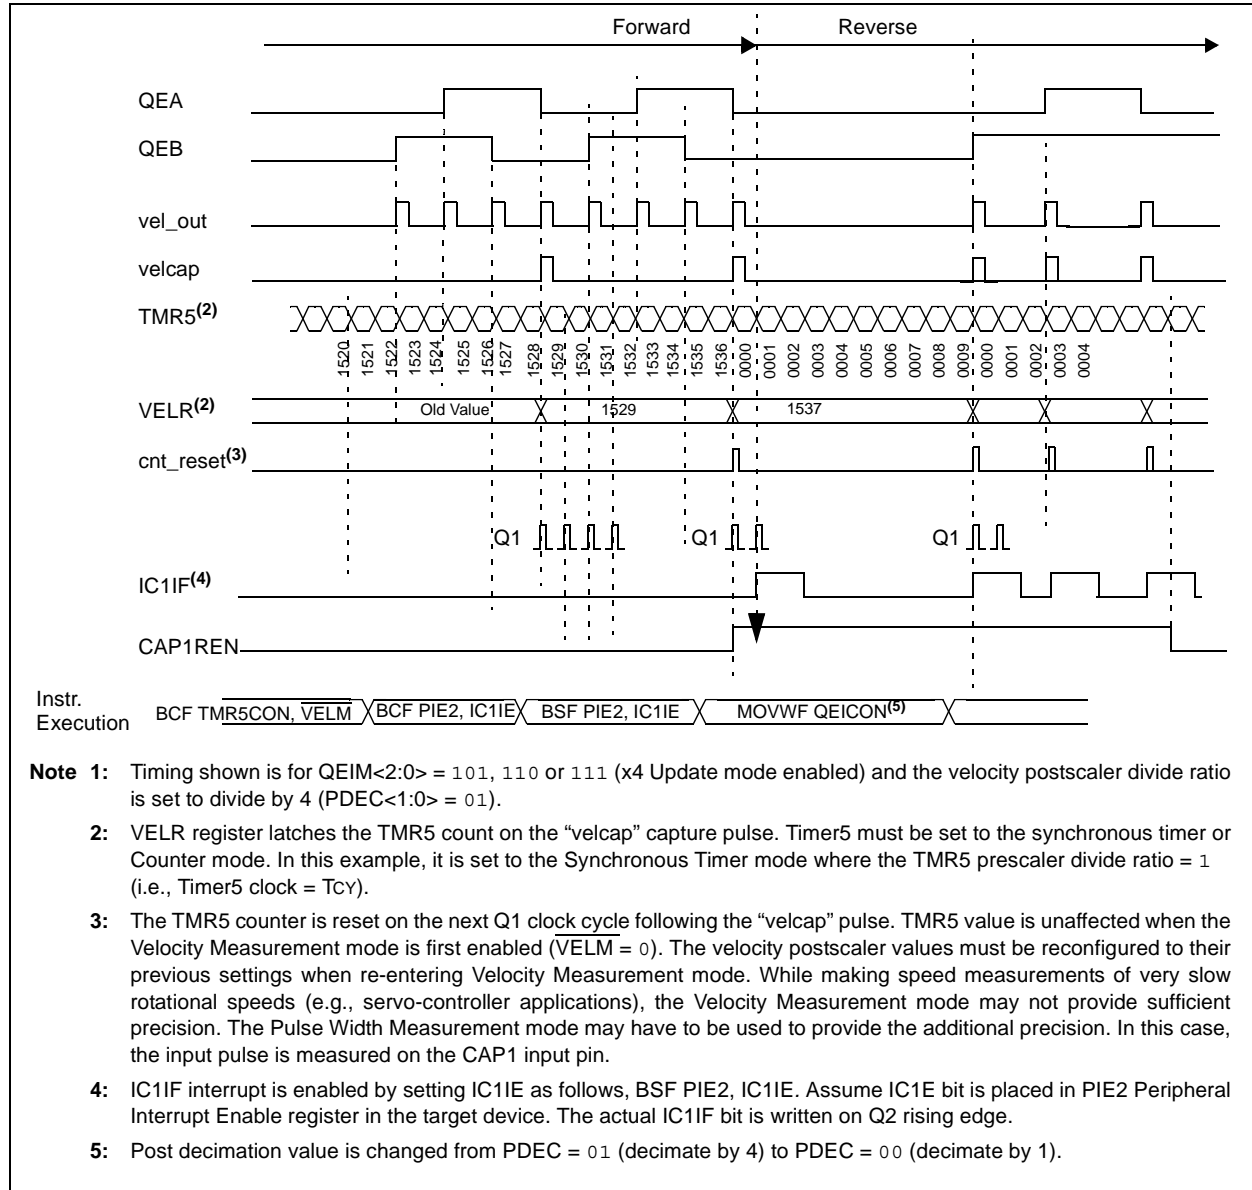 Forward Reverse
QEA
QEB
vel_out
velcap
TMR5(2)
1520 1521 1522 1523 1524 1525 1526 1527 1528 1529 1530 1531 1532 1533 1534 1535 1536 0000 0001 0002 0003 0004 0005 0006 0007 0008 0009 0000 0001 0002 0003 0004
VELR(2) Old Value 1529 1537
cnt_reset(3)
Q1 Q1 Q1
IC1IF(4)
CAP1REN
Instr.
Execution BCF TMR5CON, VELM BCF PIE2, IC1IE BSF PIE2, IC1IE MOVWF QEICON(5)
Note 1: Timing shown is for QEIM<2:0> = 101, 110 or 111 (x4 Update mode enabled) and the velocity postscaler divide ratio
is set to divide by 4 (PDEC<1:0> = 01).
2: VELR register latches the TMR5 count on the “velcap” capture pulse. Timer5 must be set to the synchronous timer or
Counter mode. In this example, it is set to the Synchronous Timer mode where the TMR5 prescaler divide ratio = 1
(i.e., Timer5 clock = TCY).
3: The TMR5 counter is reset on the next Q1 clock cycle following the “velcap” pulse. TMR5 value is unaffected when the
Velocity Measurement mode is first enabled (VELM = 0). The velocity postscaler values must be reconfigured to their
previous settings when re-entering Velocity Measurement mode. While making speed measurements of very slow
rotational speeds (e.g., servo-controller applications), the Velocity Measurement mode may not provide sufficient
precision. The Pulse Width Measurement mode may have to be used to provide the additional precision. In this case,
the input pulse is measured on the CAP1 input pin.
4: IC1IF interrupt is enabled by setting IC1IE as follows, BSF PIE2, IC1IE. Assume IC1E bit is placed in PIE2 Peripheral
Interrupt Enable register in the target device. The actual IC1IF bit is written on Q2 rising edge.
5: Post decimation value is changed from PDEC = 01 (decimate by 4) to PDEC = 00 (decimate by 1).